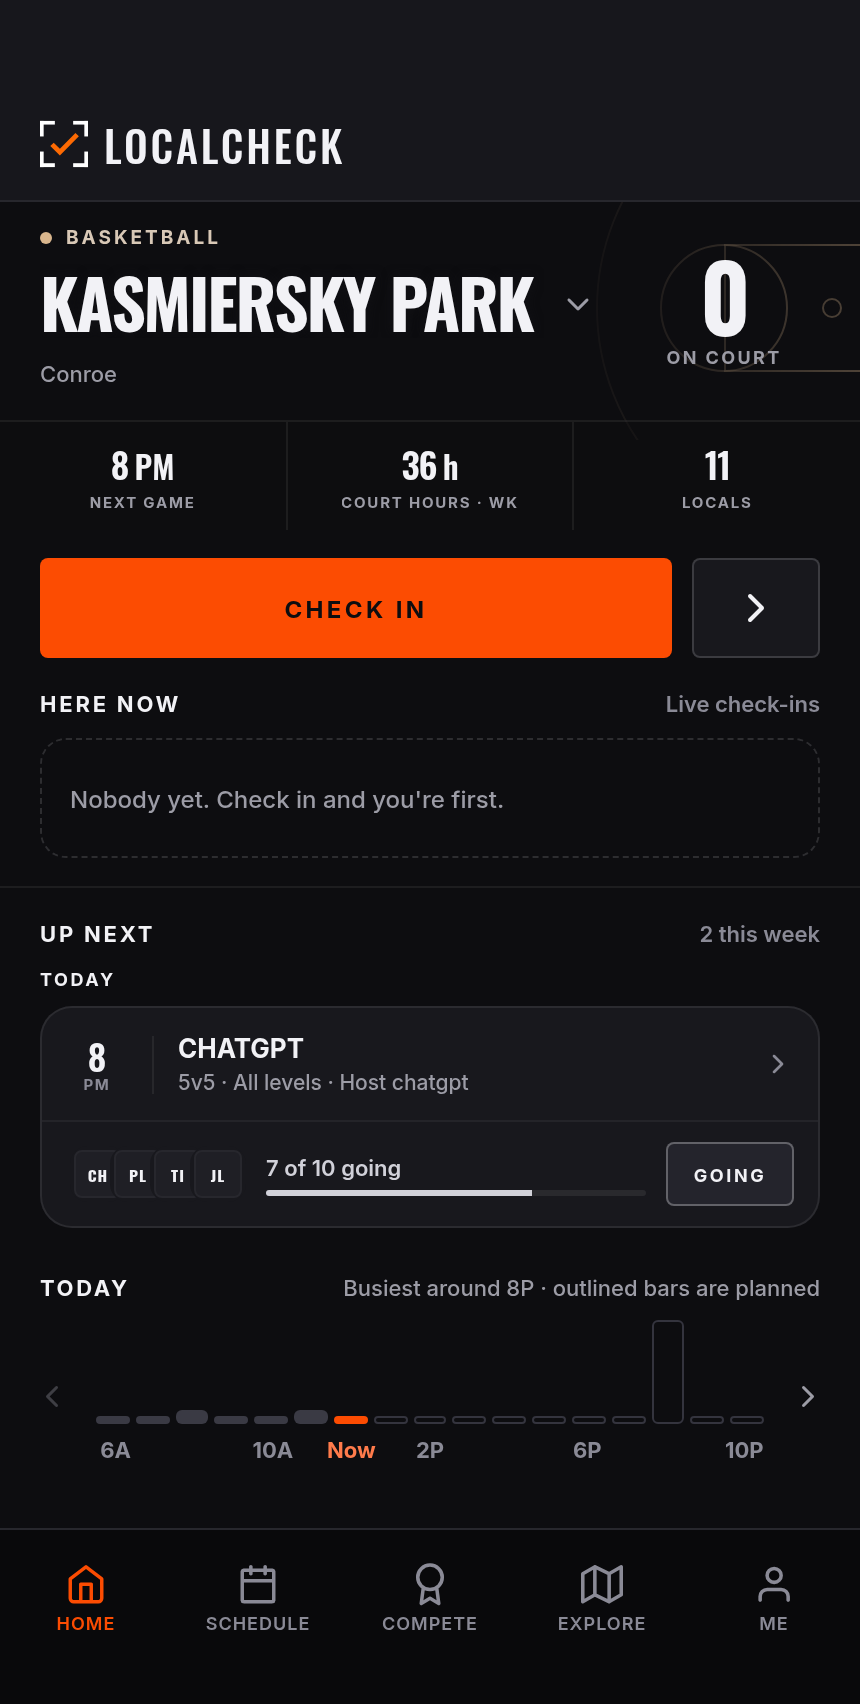 LOCALCHECK
BASKETBALL
KASMIERSKY PARK
Conroe
0
ON COURT
8 PM
NEXT GAME
36 h
COURT HOURS · WK
11
LOCALS
CHECK IN
HERE NOW
Live check-ins
Nobody yet. Check in and you're first.
UP NEXT
2 this week
TODAY
8
PM
CHATGPT
5v5 · All levels · Host chatgpt
CH PL TI JL
7 of 10 going
GOING
TODAY
Busiest around 8P · outlined bars are planned
6A 10A Now 2P 6P 10P
HOME SCHEDULE COMPETE EXPLORE ME